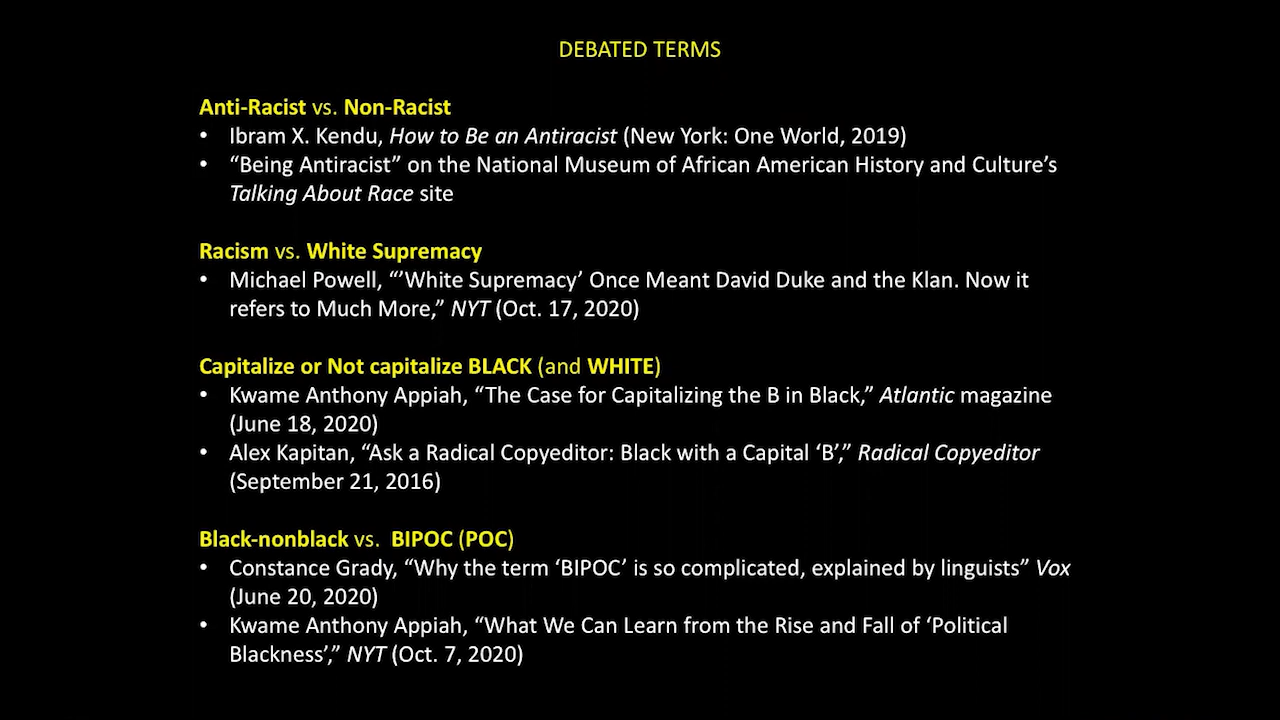 DEBATED TERMS
Anti-Racist vs. Non-Racist
• Ibram X. Kendu, How to Be an Antiracist (New York: One World, 2019)
• “Being Antiracist” on the National Museum of African American History and Culture’s
Talking About Race site
Racism vs. White Supremacy
• Michael Powell, “’White Supremacy’ Once Meant David Duke and the Klan. Now it
refers to Much More,” NYT (Oct. 17, 2020)
Capitalize or Not capitalize BLACK (and WHITE)
• Kwame Anthony Appiah, “The Case for Capitalizing the B in Black,” Atlantic magazine
(June 18, 2020)
• Alex Kapitan, “Ask a Radical Copyeditor: Black with a Capital ‘B’,” Radical Copyeditor
(September 21, 2016)
Black-nonblack vs. BIPOC (POC)
• Constance Grady, “Why the term ‘BIPOC’ is so complicated, explained by linguists” Vox
(June 20, 2020)
• Kwame Anthony Appiah, “What We Can Learn from the Rise and Fall of ‘Political
Blackness’,” NYT (Oct. 7, 2020)